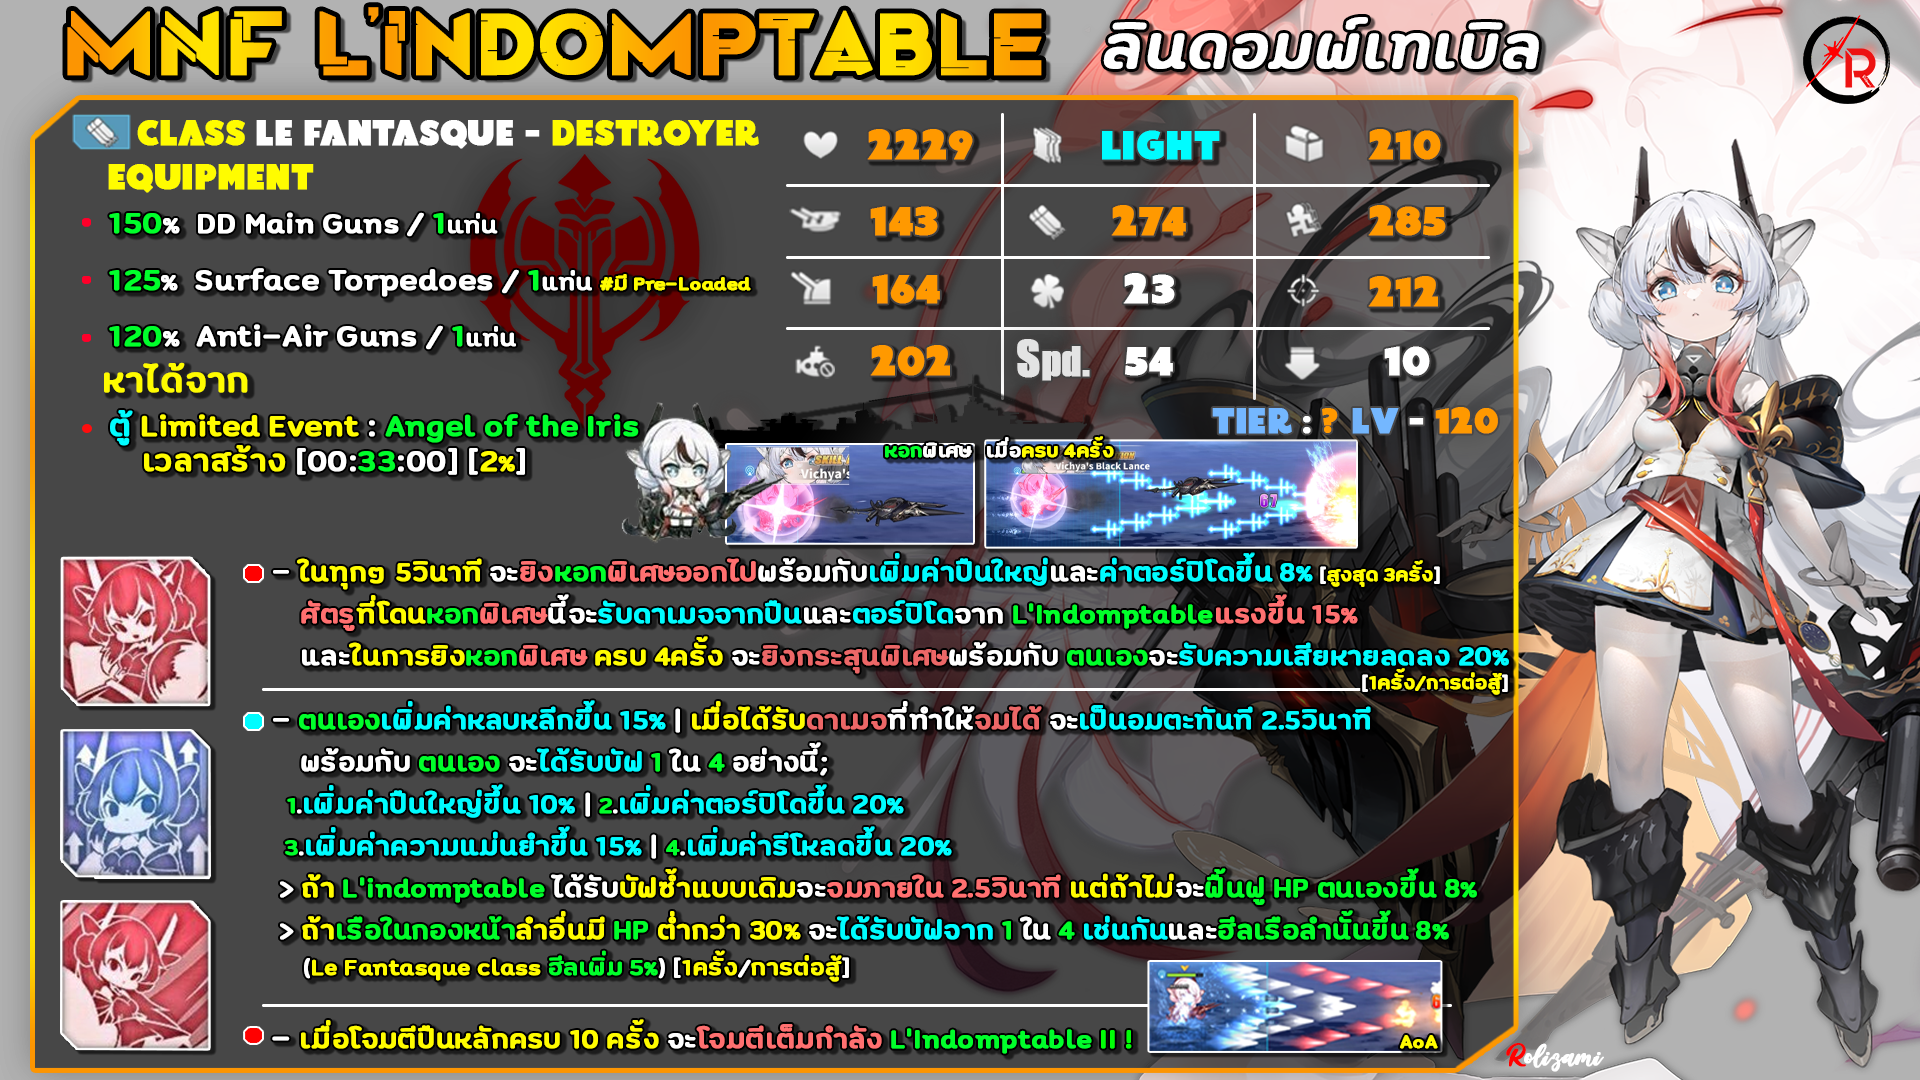 MNF L'INDOMPTABLE
ลินดอมพ์เทเบิล
R
CLASS LE FANTASQUE - DESTROYER
EQUIPMENT
• 150% DD Main Guns / 1แท่น
• 125% Surface Torpedoes / 1แท่น #มี Pre-Loaded
• 120% Anti-Air Guns / 1แท่น
หาได้จาก
• ตู้ Limited Event : Angel of the Iris
เวลาสร้าง [00:33:00] [2%]
2229 LIGHT 210
143 274 285
164 23 212
202 Spd. 54 10
TIER : ? LV - 120
หอกพิเศษ เมื่อครบ 4ครั้ง
Vichya's
Vichya's Black Lance
67
– ในทุกๆ 5วินาที จะยิงหอกพิเศษออกไปพร้อมกับเพิ่มค่าปืนใหญ่และค่าตอร์ปิโดขึ้น 8% [สูงสุด 3ครั้ง]
ศัตรูที่โดนหอกพิเศษนี้จะรับดาเมจจากปืนและตอร์ปิโดจาก L'Indomptableแรงขึ้น 15%
และในการยิงหอกพิเศษ ครบ 4ครั้ง จะยิงกระสุนพิเศษพร้อมกับ ตนเองจะรับความเสียหายลดลง 20%
[1ครั้ง/การต่อสู้]
– ตนเองเพิ่มค่าหลบหลีกขึ้น 15% | เมื่อได้รับดาเมจที่ทำให้จมได้ จะเป็นอมตะทันที 2.5วินาที
พร้อมกับ ตนเอง จะได้รับบัฟ 1 ใน 4 อย่างนี้;
1.เพิ่มค่าปืนใหญ่ขึ้น 10% | 2.เพิ่มค่าตอร์ปิโดขึ้น 20%
3.เพิ่มค่าความแม่นยำขึ้น 15% | 4.เพิ่มค่ารีโหลดขึ้น 20%
> ถ้า L'indomptable ได้รับบัฟซ้ำแบบเดิมจะจมภายใน 2.5วินาที แต่ถ้าไม่จะฟื้นฟู HP ตนเองขึ้น 8%
> ถ้าเรือในกองหน้าลำอื่นมี HP ต่ำกว่า 30% จะได้รับบัฟจาก 1 ใน 4 เช่นกันและฮีลเรือลำนั้นขึ้น 8%
(Le Fantasque class ฮีลเพิ่ม 5%) [1ครั้ง/การต่อสู้]
– เมื่อโจมตีปืนหลักครบ 10 ครั้ง จะโจมตีเต็มกำลัง L'Indomptable II !
AoA
Rolizami